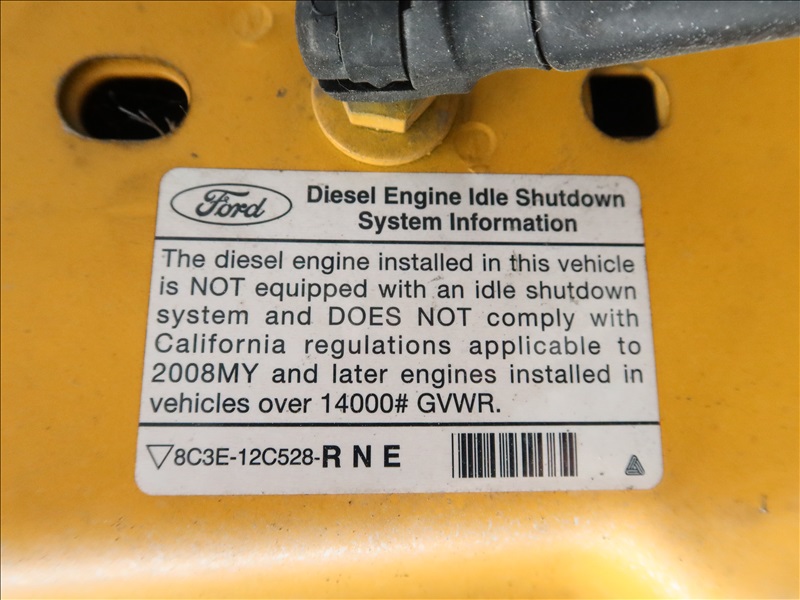 Ford
Diesel Engine Idle Shutdown
System Information
The diesel engine installed in this vehicle
is NOT equipped with an idle shutdown
system and DOES NOT comply with
California regulations applicable to
2008MY and later engines installed in
vehicles over 14000# GVWR.
8C3E-12C528-RNE